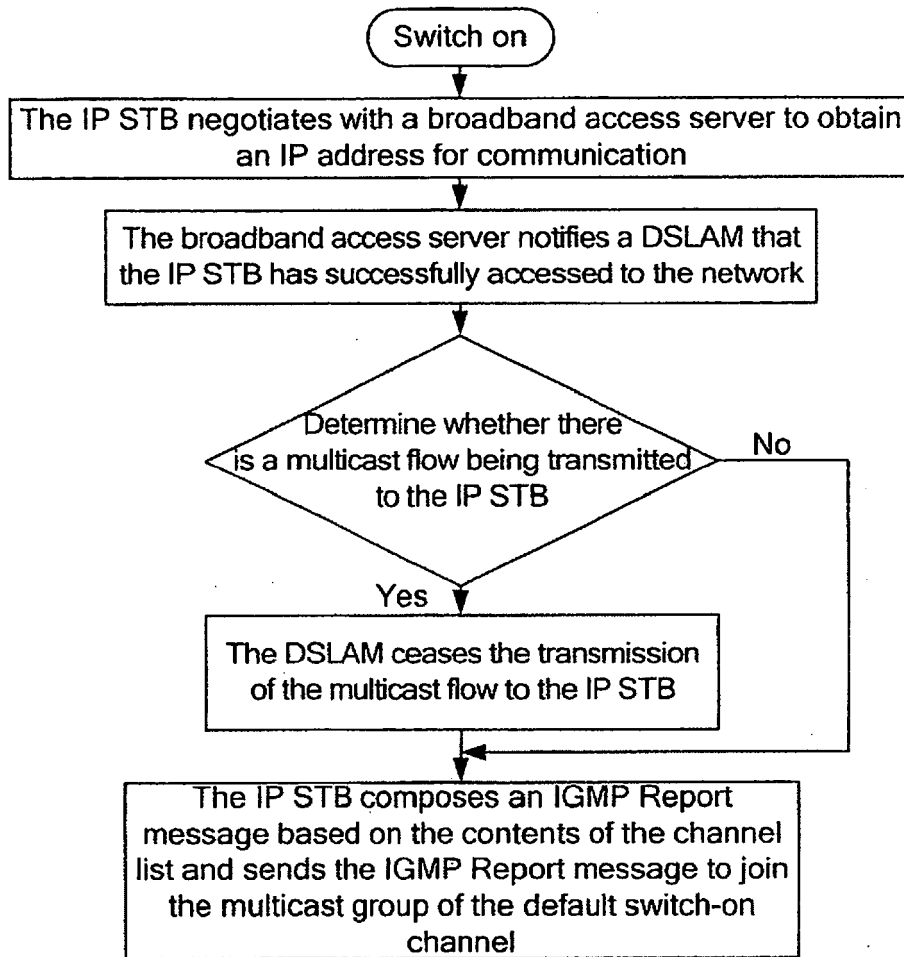 Switch on
The IP STB negotiates with a broadband access server to obtain
an IP address for communication
The broadband access server notifies a DSLAM that
the IP STB has successfully accessed to the network
Determine whether there
is a multicast flow being transmitted
to the IP STB
No
Yes
The DSLAM ceases the transmission
of the multicast flow to the IP STB
The IP STB composes an IGMP Report
message based on the contents of the channel
list and sends the IGMP Report message to join
the multicast group of the default switch-on
channel